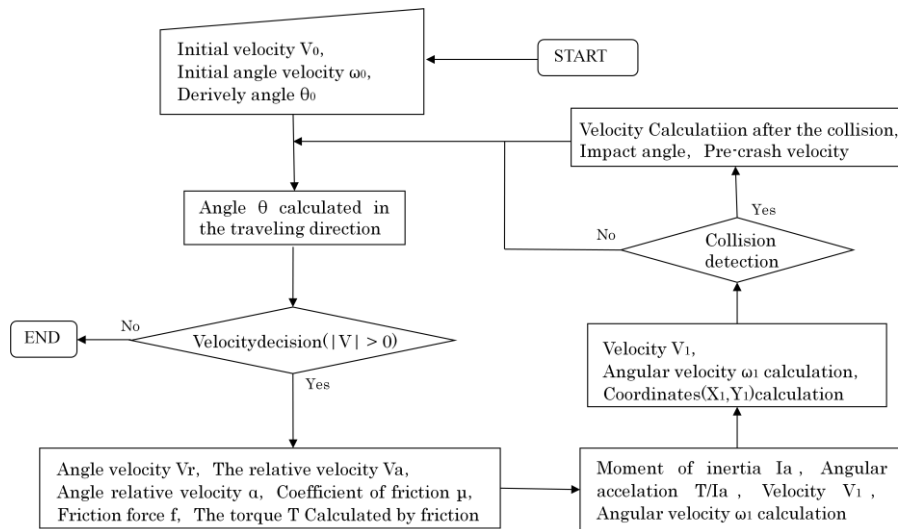 START
Initial velocity V₀,
Initial angle velocity ω₀,
Derively angle θ₀
Velocity Calculatiion after the collision,
Impact angle, Pre-crash velocity
Angle θ calculated in
the traveling direction
Yes
No
Collision
detection
END
No
Velocitydecision(|V| > 0)
Yes
Velocity V₁,
Angular velocity ω₁ calculation,
Coordinates(X₁,Y₁)calculation
Angle velocity Vr, The relative velocity Va,
Angle relative velocity α, Coefficient of friction μ,
Friction force f, The torque T Calculated by friction
Moment of inertia Ia , Angular
accelation T/Ia , Velocity V₁ ,
Angular velocity ω₁ calculation